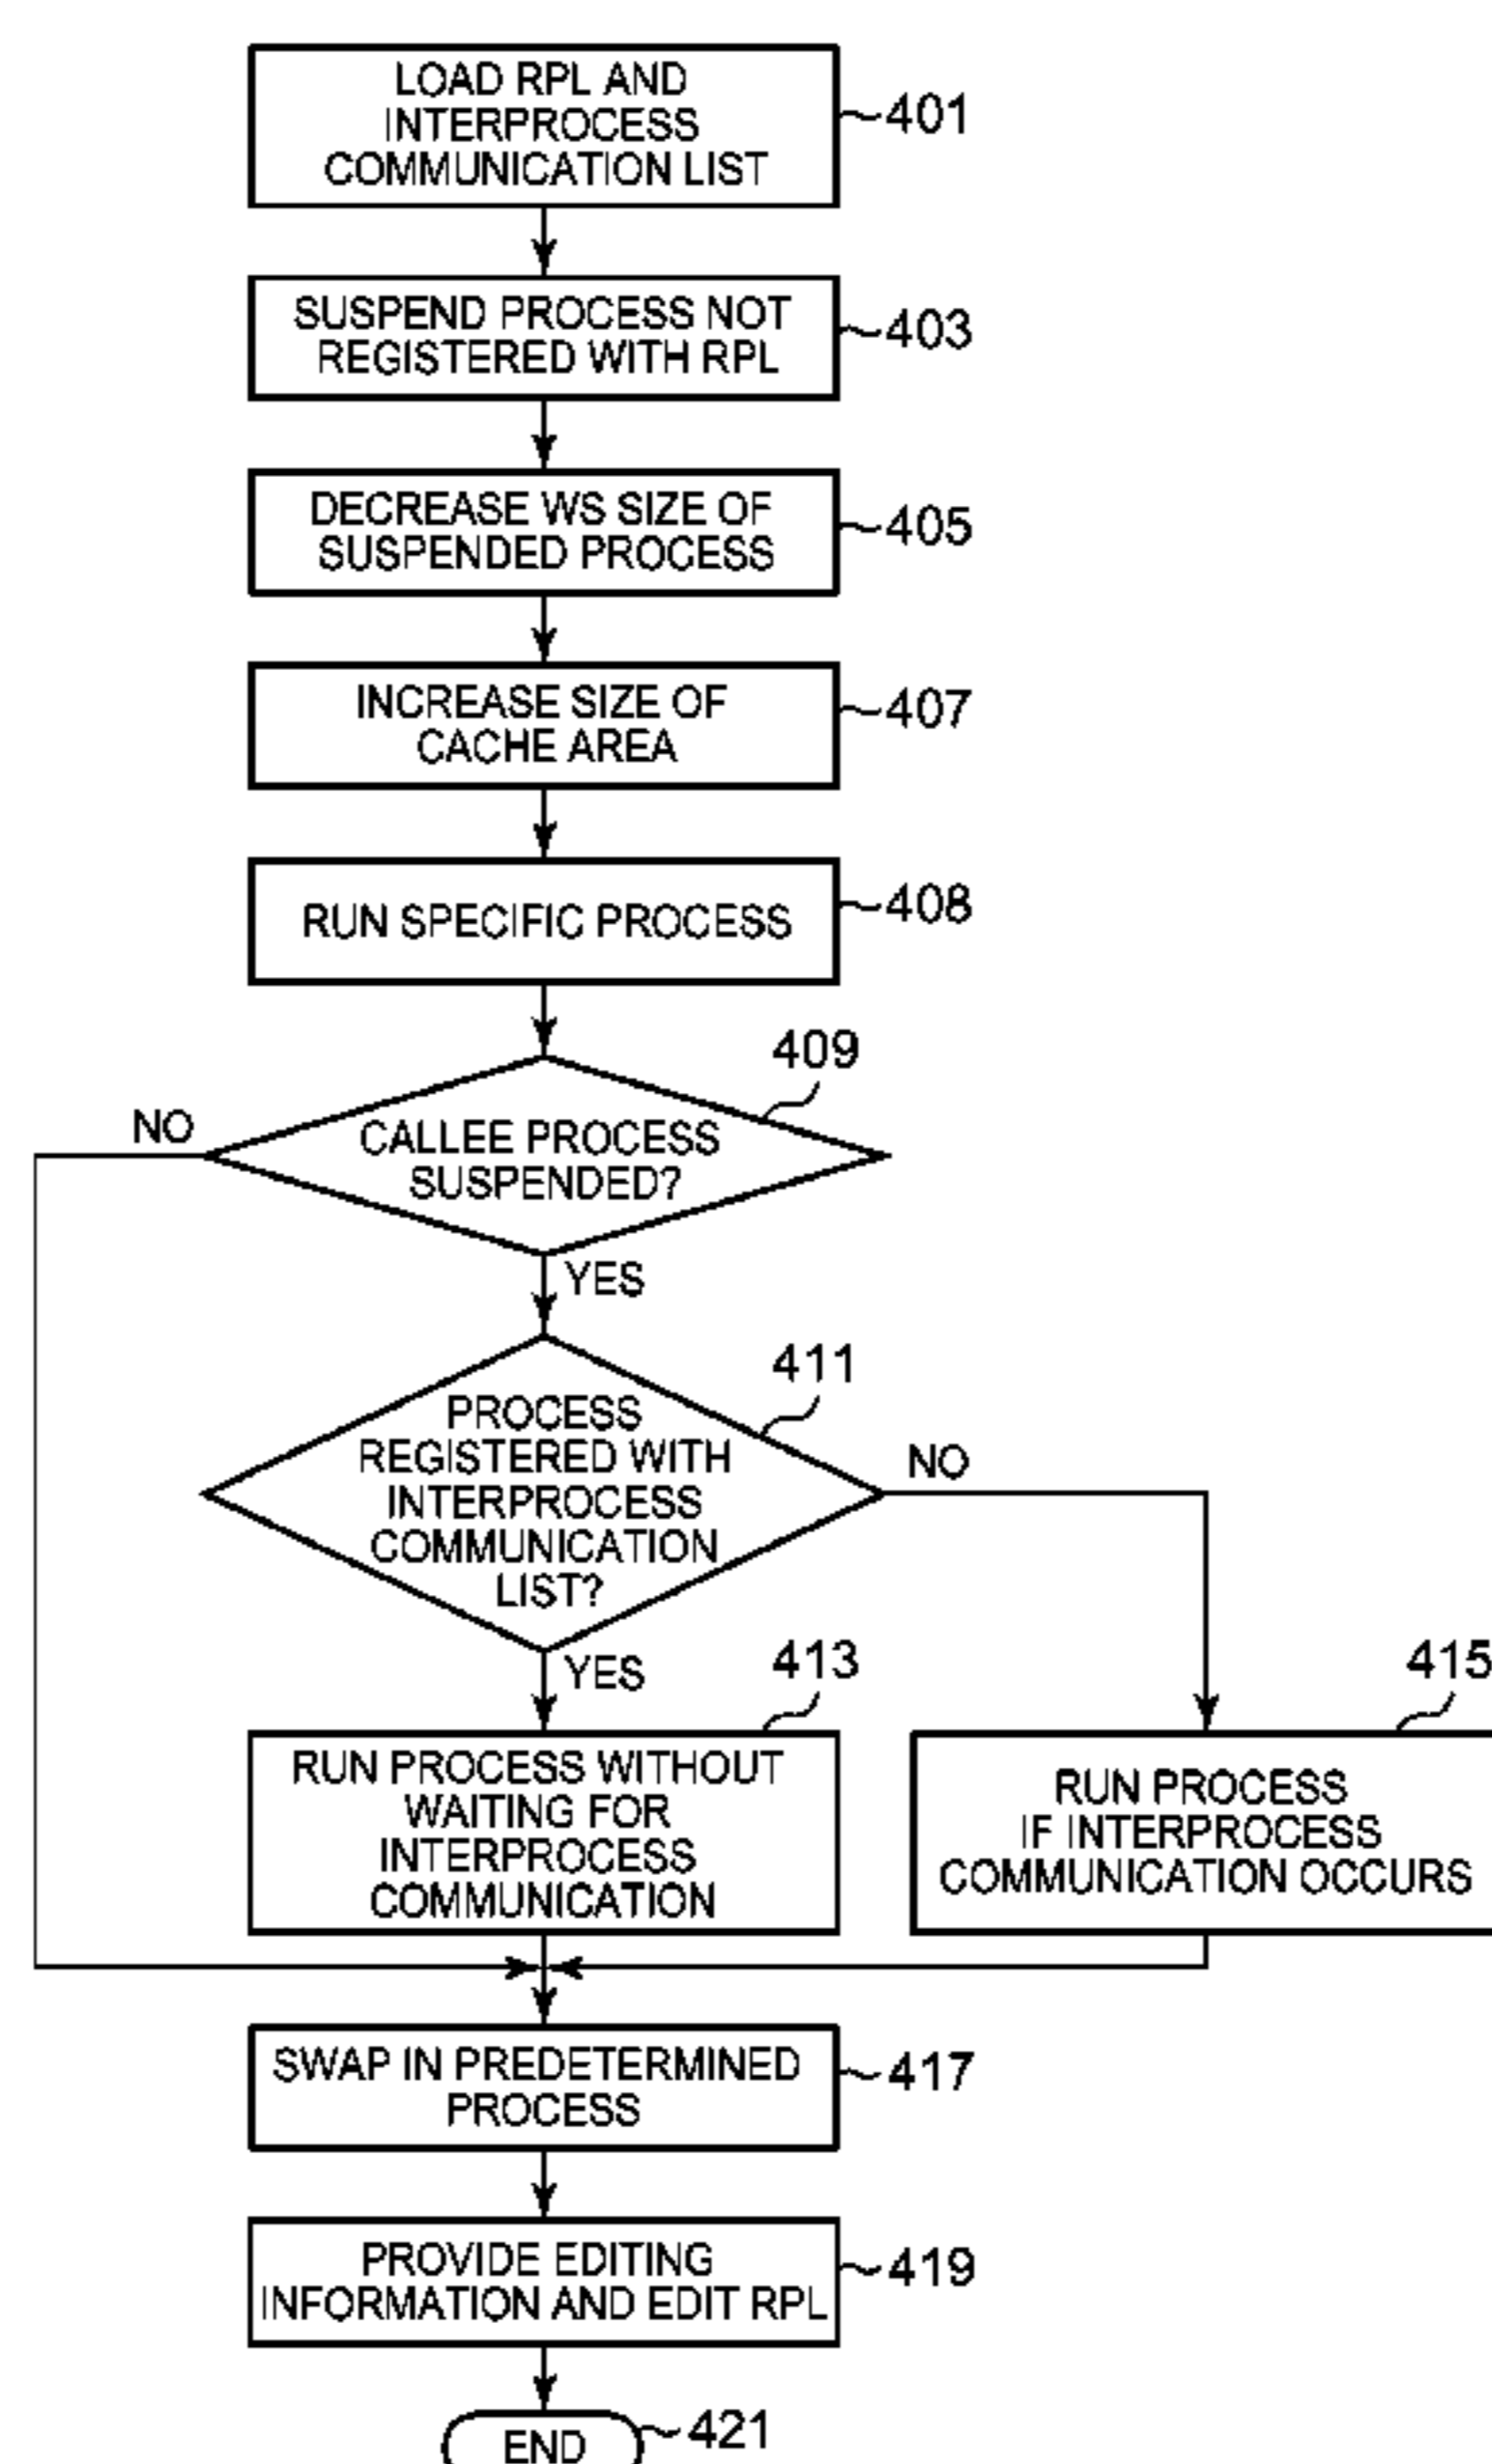 LOAD RPL AND
INTERPROCESS
COMMUNICATION LIST
401
SUSPEND PROCESS NOT
REGISTERED WITH RPL
403
DECREASE WS SIZE OF
SUSPENDED PROCESS
405
INCREASE SIZE OF
CACHE AREA
407
RUN SPECIFIC PROCESS
408
409
NO
CALLEE PROCESS
SUSPENDED?
YES
411
PROCESS
REGISTERED WITH
INTERPROCESS
COMMUNICATION
LIST?
NO
YES
413
415
RUN PROCESS WITHOUT
WAITING FOR
INTERPROCESS
COMMUNICATION
RUN PROCESS
IF INTERPROCESS
COMMUNICATION OCCURS
SWAP IN PREDETERMINED
PROCESS
417
PROVIDE EDITING
INFORMATION AND EDIT RPL
419
END
421